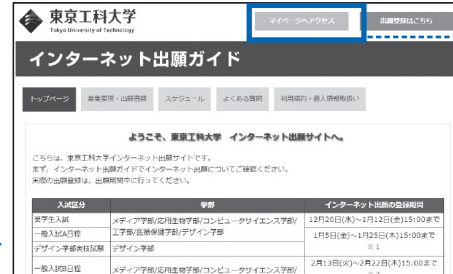 東京工科大学
Tokyo University of Technology
マイページへアクセス
出願登録はこちら
インターネット出願ガイド
トップページ
募集要項・出願書類
スケジュール
よくある質問
利用規約・個人情報取扱い
ようこそ、東京工科大学 インターネット出願サイトへ。
こちらは、東京工科大学インターネット出願サイトです。
まず、インターネット出願ガイドでインターネット出願についてご確認ください。
実際の出願登録は、出願期間中に行ってください。
入試区分 学部 インターネット出願の登録期間
奨学生入試 メディア学部/応用生物学部/コンピュータサイエンス学部/ 12月20日(水)～1月12日(金)15:00まで
一般入試A日程 工学部/医療保健学部/デザイン学部 1月5日(金)～1月25日(木)15:00まで
デザイン学部実技試験 デザイン学部 ※1
一般入試B日程 メディア学部/応用生物学部/コンピュータサイエンス学部/ 2月13日(火)～2月22日(木)15:00まで